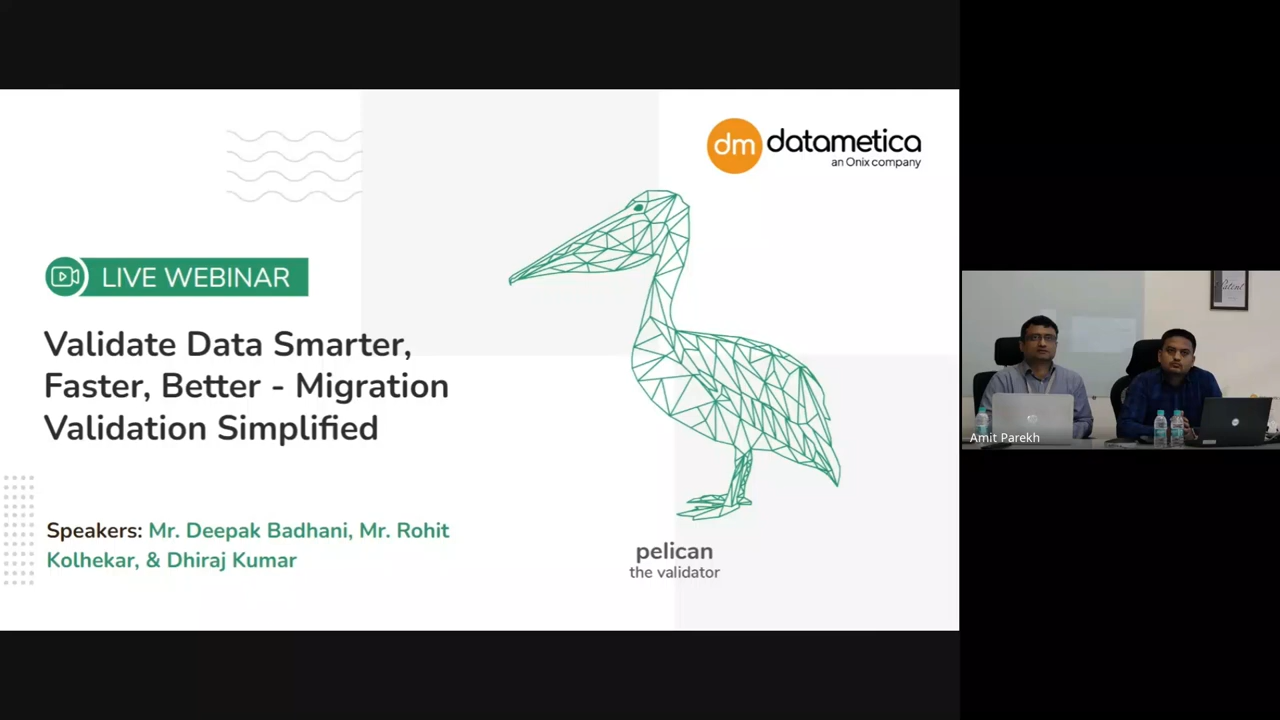 dm datametica
an Onix company
LIVE WEBINAR
Validate Data Smarter,
Faster, Better - Migration
Validation Simplified
Speakers: Mr. Deepak Badhani, Mr. Rohit
Kolhekar, & Dhiraj Kumar
pelican
the validator
Patent
Amit Parekh